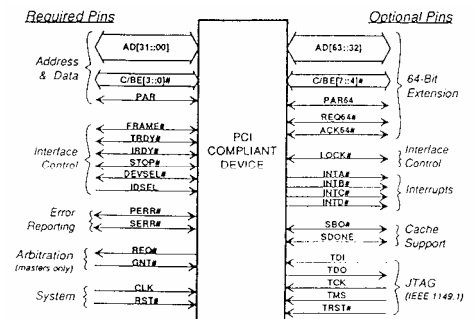 Required Pins
Optional Pins
Address
& Data
AD[31::00]
C/BE[3::0]#
PAR
Interface
Control
FRAME#
TRDY#
IRDY#
STOP#
DEVSEL#
IDSEL
Error
Reporting
PERR#
SERR#
Arbitration
(masters only)
REQ#
GNT#
System
CLK
RST#
PCI
COMPLIANT
DEVICE
AD[63::32]
C/BE[7::4]#
PAR64
REQ64#
ACK64#
64-Bit
Extension
LOCK#
Interface
Control
INTA#
INTB#
INTC#
INTD#
Interrupts
SBO#
SDONE
Cache
Support
TDI
TDO
TCK
TMS
TRST#
JTAG
(IEEE 1149.1)